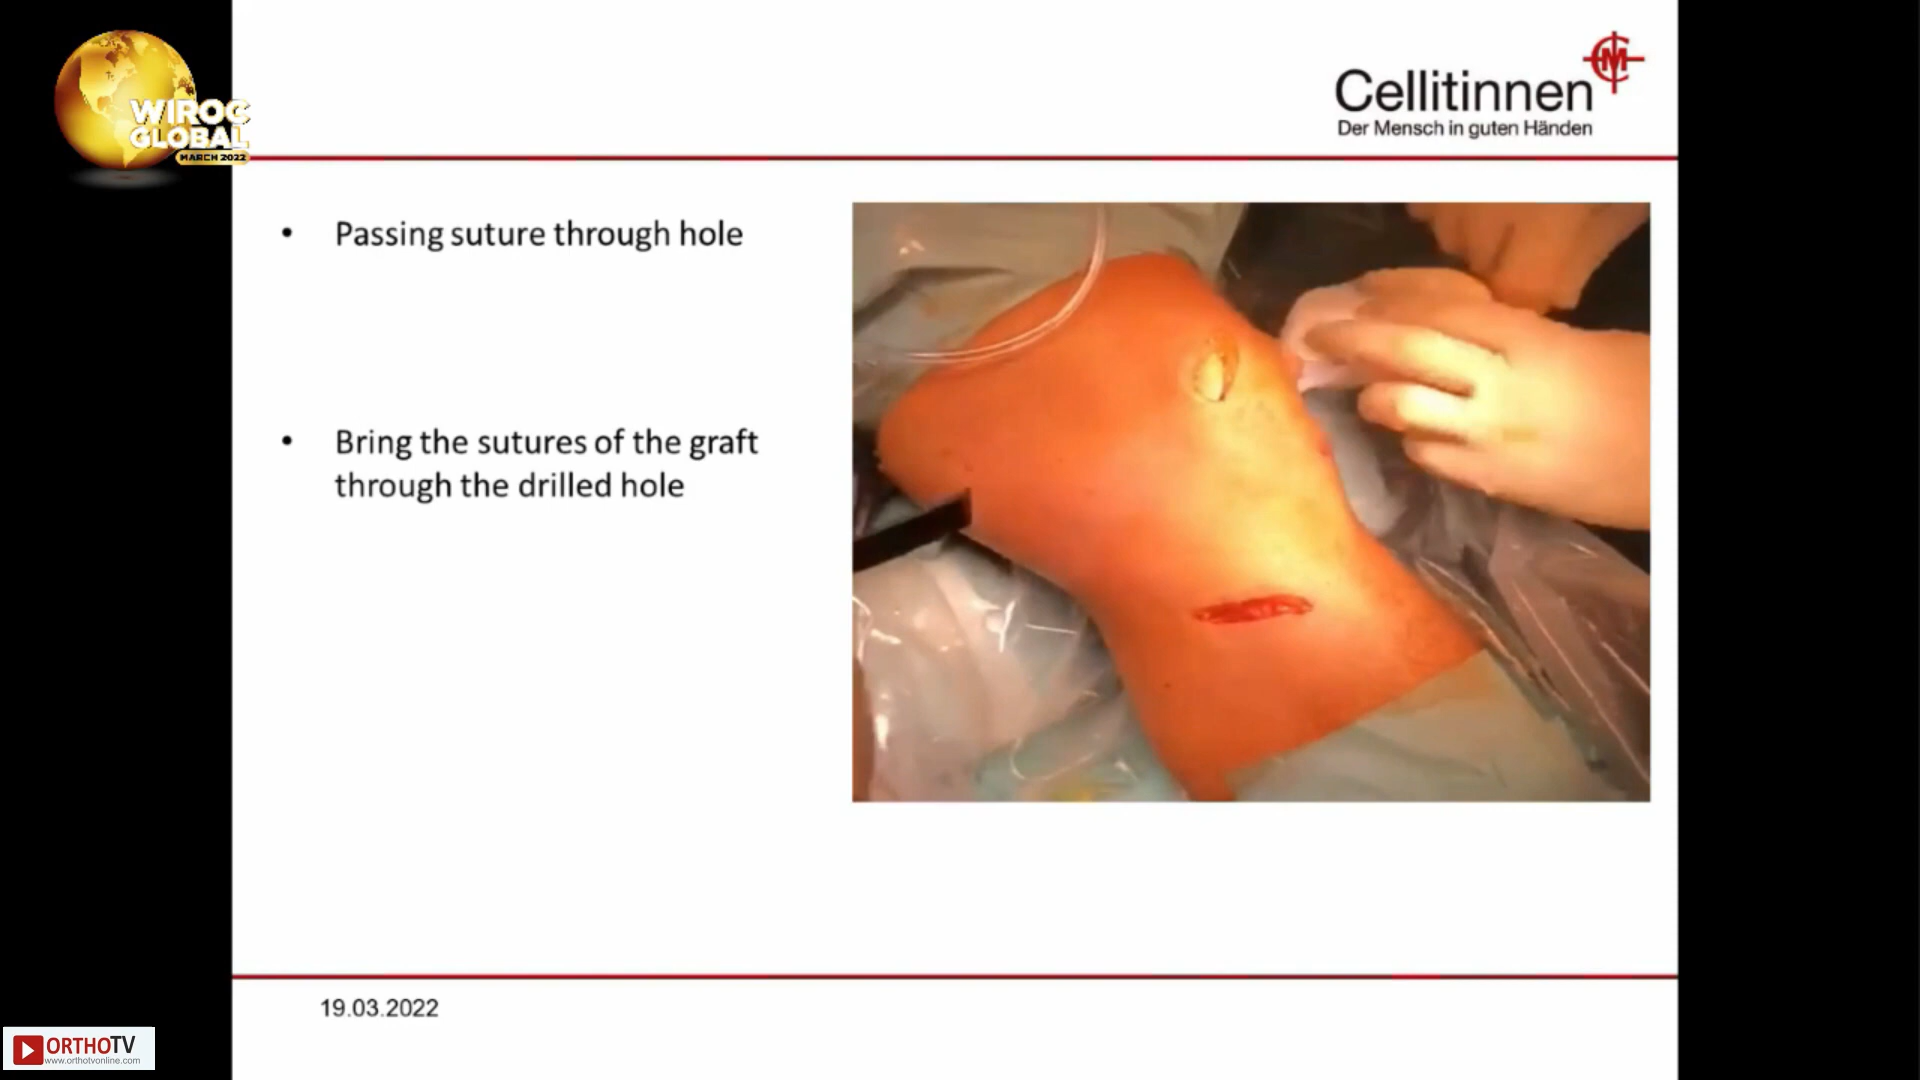 WIROC
GLOBAL
MARCH 2022
Cellitinnen
CM
Der Mensch in guten Händen
• Passing suture through hole
• Bring the sutures of the graft
through the drilled hole
19.03.2022
ORTHOTV
www.orthotvonline.com